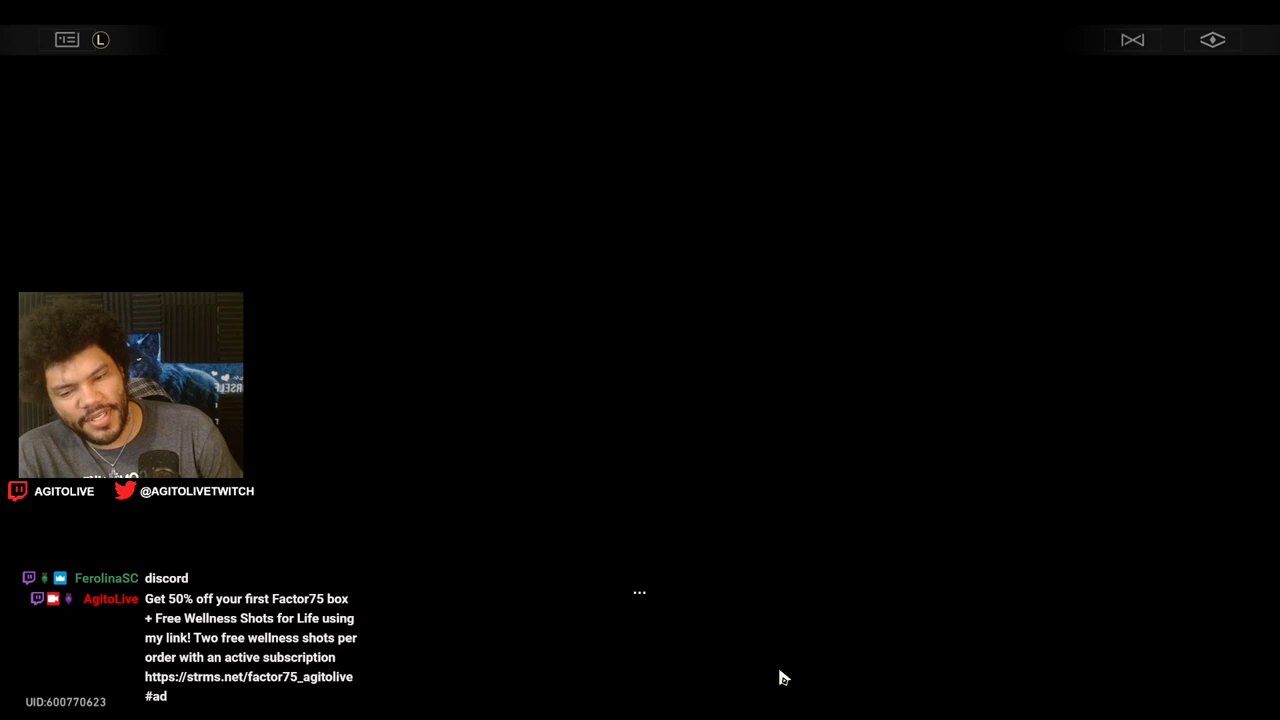 L
AGITOLIVE @AGITOLIVETWITCH
FerolinaSC discord
AgitoLive Get 50% off your first Factor75 box
+ Free Wellness Shots for Life using
my link! Two free wellness shots per
order with an active subscription
https://strms.net/factor75_agitolive
#ad
...
UID:600770623